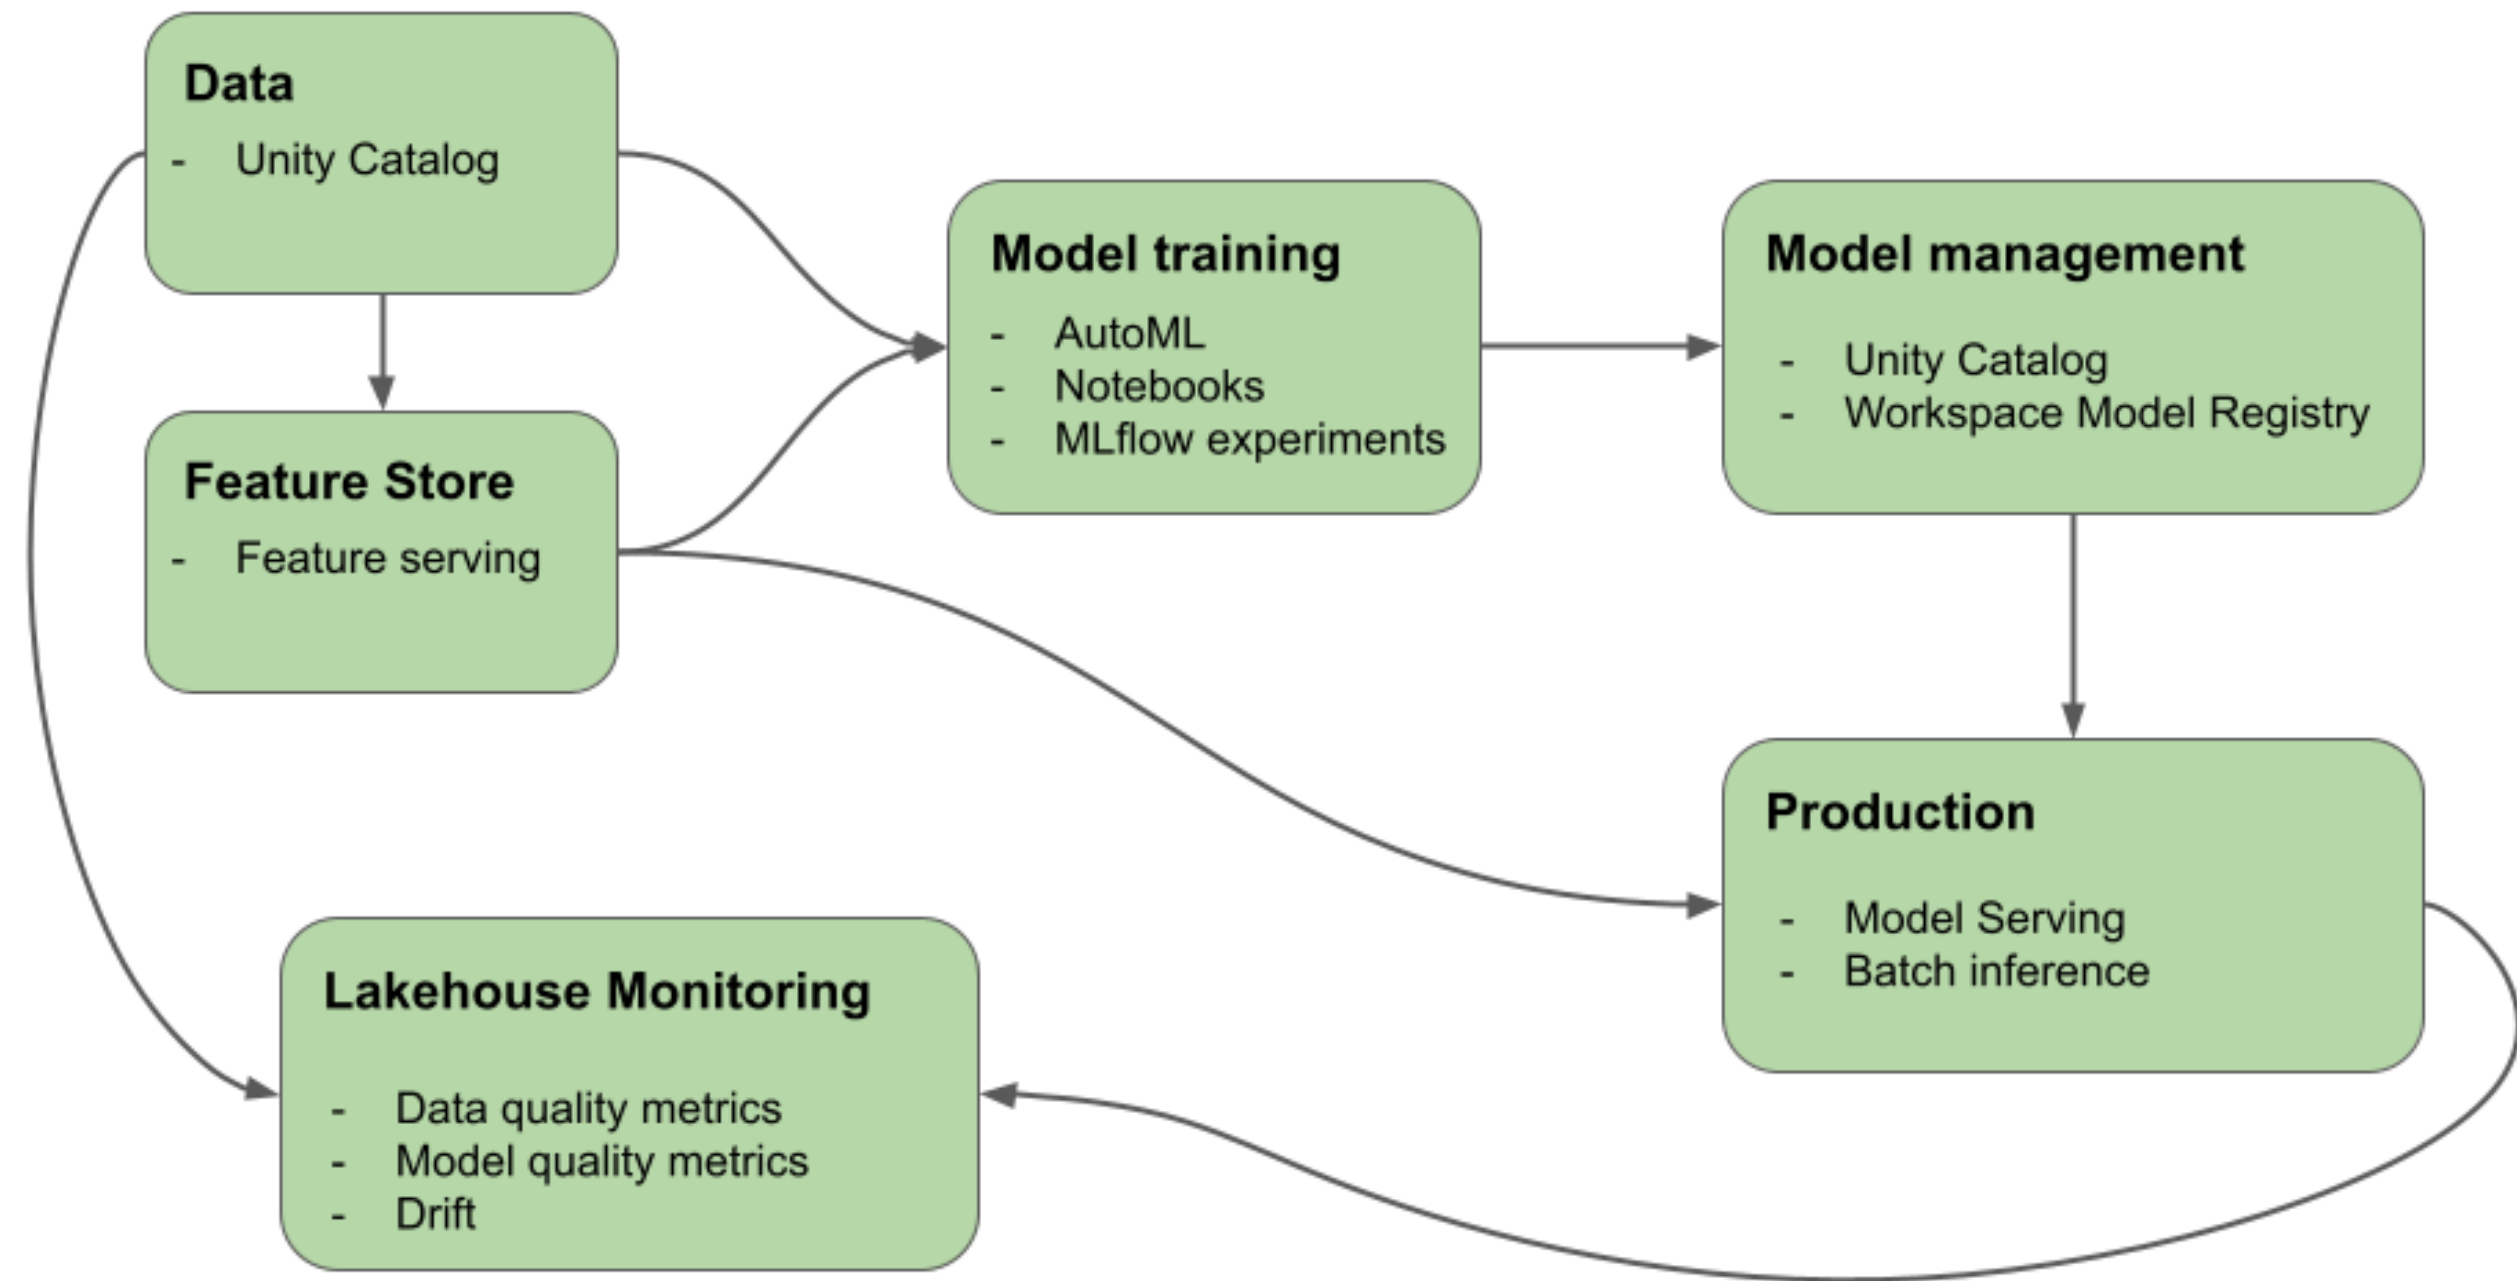 Data
- Unity Catalog
Feature Store
- Feature serving
Model training
- AutoML
- Notebooks
- MLflow experiments
Model management
- Unity Catalog
- Workspace Model Registry
Production
- Model Serving
- Batch inference
Lakehouse Monitoring
- Data quality metrics
- Model quality metrics
- Drift